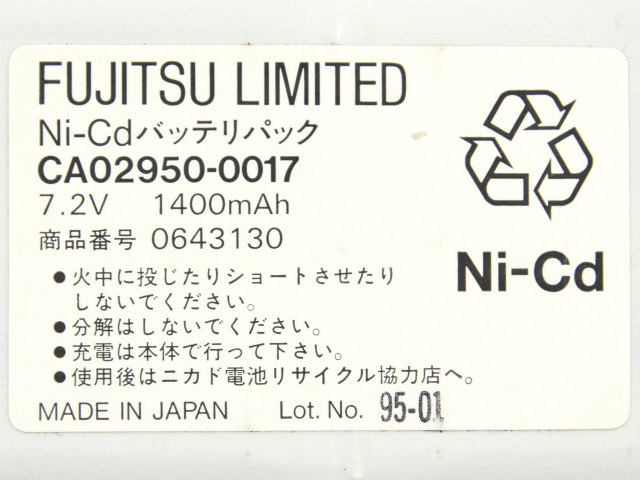 FUJITSU LIMITED
Ni-Cdバッテリパック
CA02950-0017
7.2V 1400mAh
商品番号 0643130
●火中に投じたりショートさせたり
しないでください。
●分解はしないでください。
●充電は本体で行って下さい。
●使用後はニカド電池リサイクル協力店へ。
MADE IN JAPAN Lot. No. 95-01
Ni-Cd